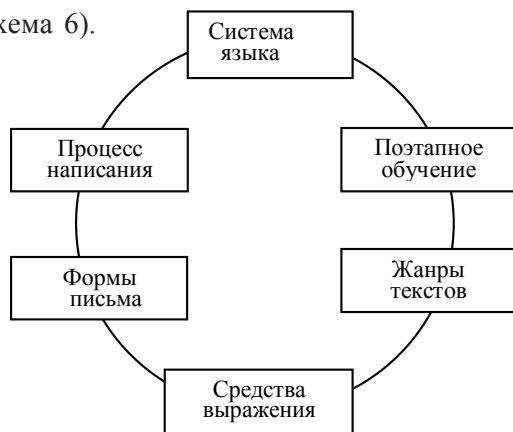 хема 6).
Система
языка
Процесс
написания
Поэтапное
обучение
Формы
письма
Жанры
текстов
Средства
выражения